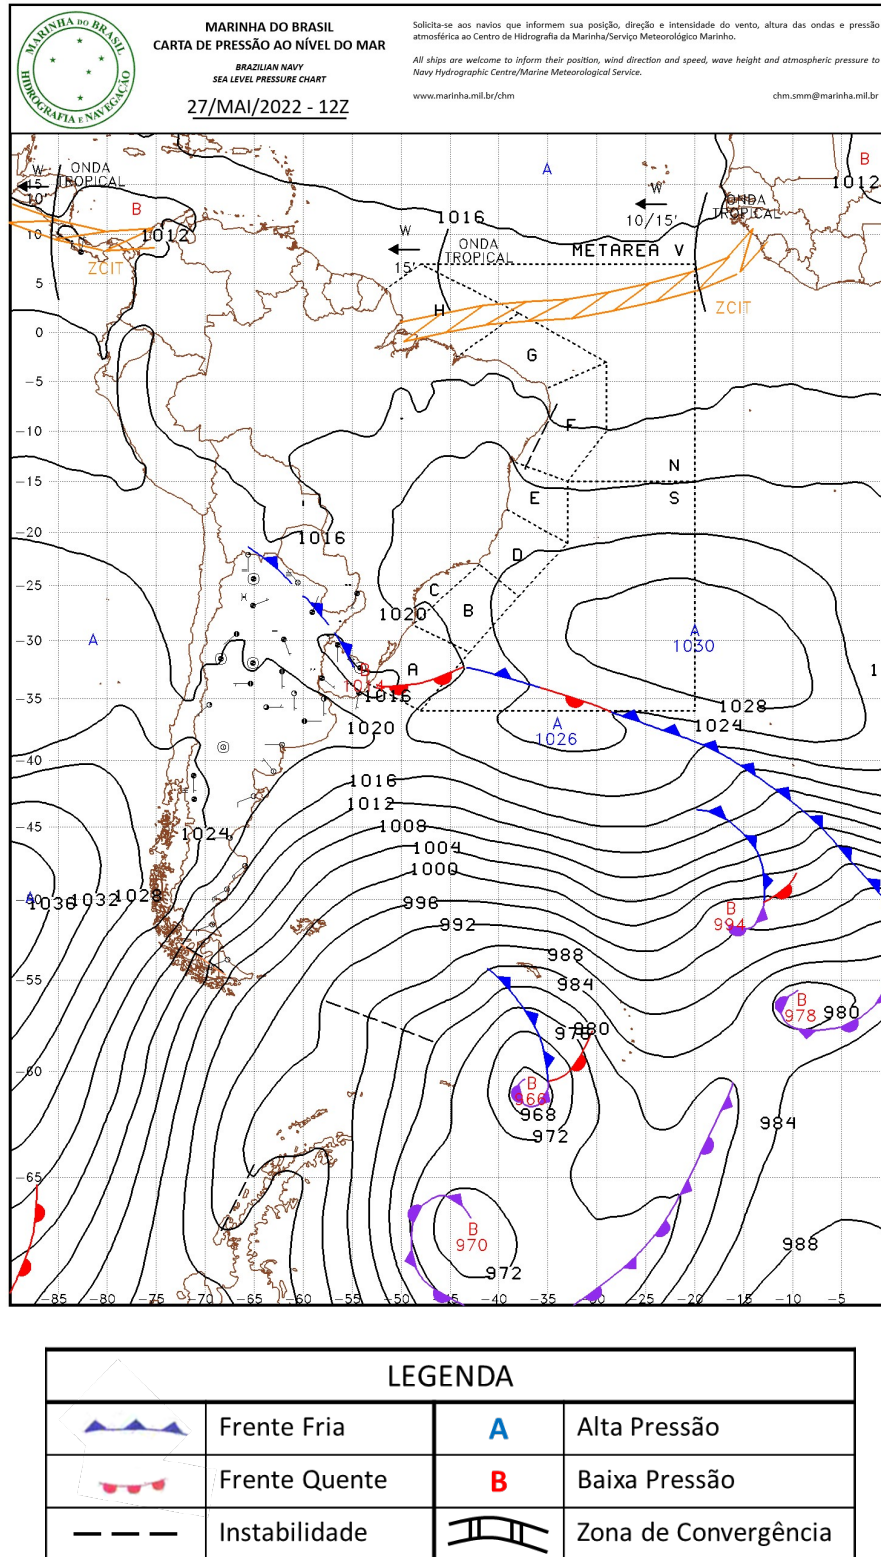 MARINHA DO BRASIL
HIDROGRAFIA E NAVEGAÇÃO
MARINHA DO BRASIL
CARTA DE PRESSÃO AO NÍVEL DO MAR
BRAZILIAN NAVY
SEA LEVEL PRESSURE CHART
27/MAI/2022 - 12Z
Solicita-se aos navios que informem sua posição, direção e intensidade do vento, altura das ondas e pressão
atmosférica ao Centro de Hidrografia da Marinha/Serviço Meteorológico Marinho.
All ships are welcome to inform their position, wind direction and speed, wave height and atmospheric pressure to
Navy Hydrographic Centre/Marine Meteorological Service.
www.marinha.mil.br/chm
chm.smm@marinha.mil.br
B
A
W
ONDA
TROPICAL
15
10'
1012
W
10/15'
ONDA
TROPICAL
B
1016
10
1012
W
15'
ONDA
TROPICAL
METAREA V
ZCIT
5
H
ZCIT
0
G
−5
F
−10
N
−15
E
S
−20
1016
D
−25
C
B
1020
A
−30
A
1030
B
1014
A
1
1016
−35
1028
1020
A
1026
1024
−40
1016
1012
−45
1024
1008
1004
1000
A
−50
1036
1032
1028
996
B
994
992
988
−55
984
B
978
980
976
980
−60
B
966
968
984
972
−65
B
970
988
972
−85
−80
−75
−70
−65
−60
−55
−50
−45
−40
−35
−30
−25
−20
−15
−10
−5
LEGENDA
Frente Fria
A
Alta Pressão
Frente Quente
B
Baixa Pressão
Instabilidade
Zona de Convergência